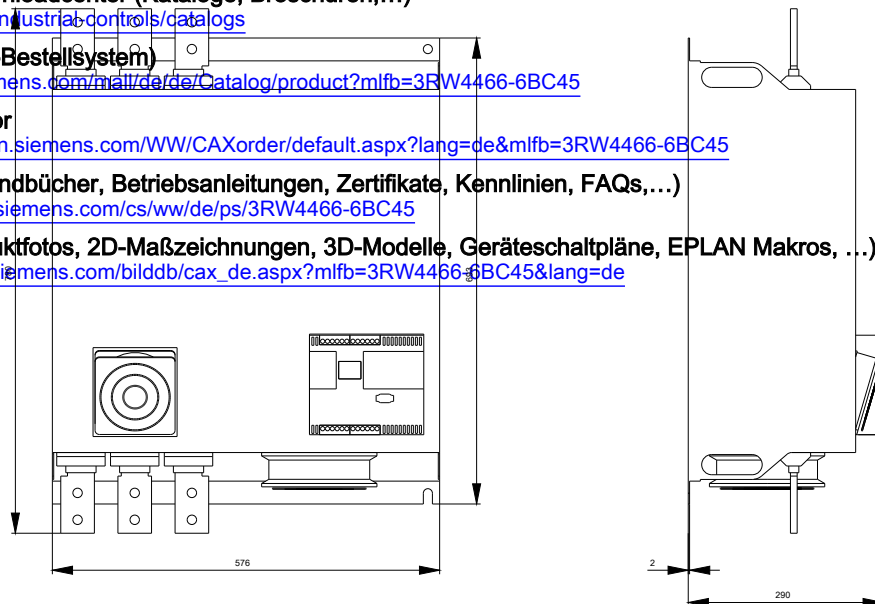 ndustrial-controls/catalogs
-Bestellsystem)
nens.com/mall/de/de/Catalog/product?mlfb=3RW4466-6BC45
or
n.siemens.com/WW/CAXorder/default.aspx?lang=de&mlfb=3RW4466-6BC45
ndbücher, Betriebsanleitungen, Zertifikate, Kennlinien, FAQs,…)
siemens.com/cs/ww/de/ps/3RW4466-6BC45
uktfotos, 2D-Maßzeichnungen, 3D-Modelle, Geräteschaltpläne, EPLAN Makros, …)
siemens.com/bilddb/cax_de.aspx?mlfb=3RW4466-6BC45&lang=de
576
2
290